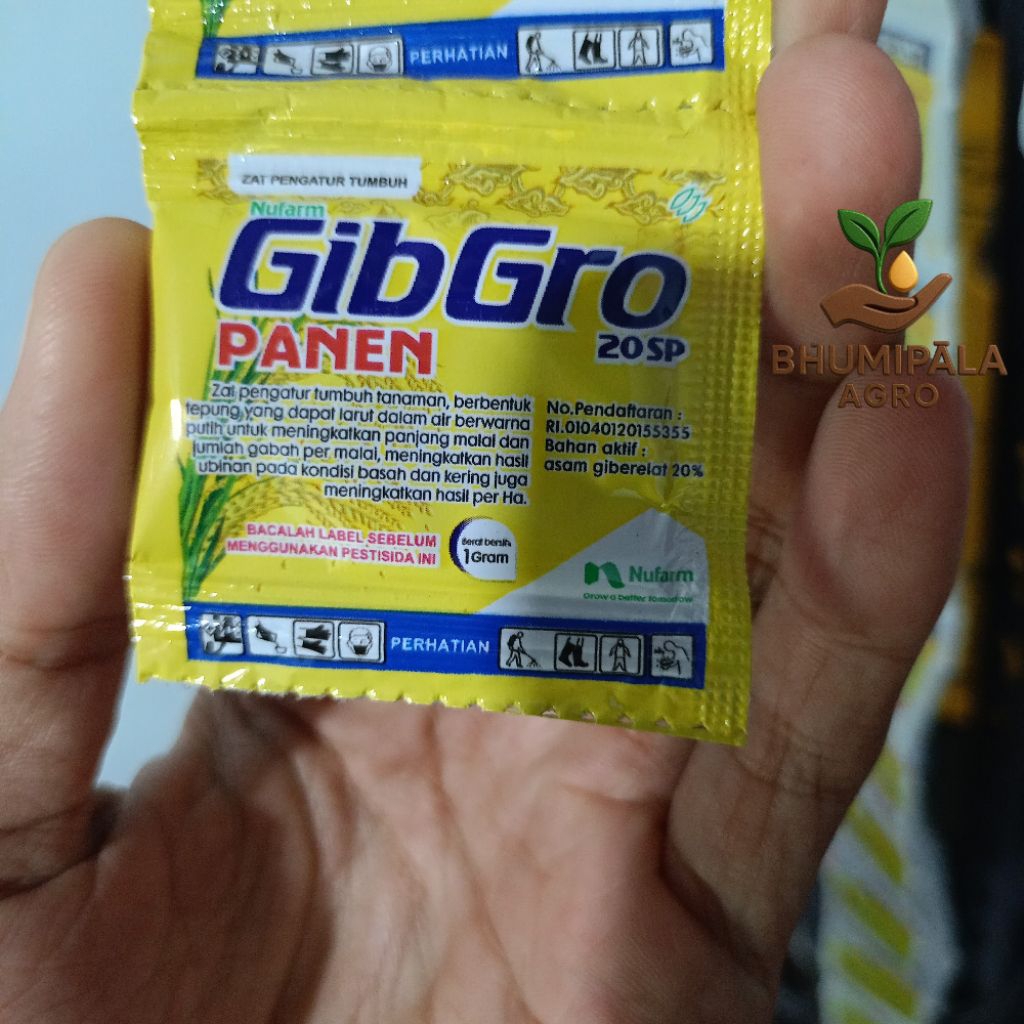 PERHATIAN
ZAT PENGATUR TUMBUH
Nufarm
GibGro
PANEN
20 SP
Zat pengatur tumbuh tanaman, berbentuk
tepung yang dapat larut dalam air berwarna
putih untuk meningkatkan panjang malai dan
jumlah gabah per malai, meningkatkan hasil
ubinan pada kondisi basah dan kering juga
meningkatkan hasil per Ha.
No.Pendaftaran :
RI.01040120155355
Bahan aktif :
asam giberelat 20%
BACALAH LABEL SEBELUM
MENGGUNAKAN PESTISIDA INI
Berat bersih
1 Gram
Nufarm
Grow a better tomorrow
PERHATIAN
BHUMIPĀLA
AGRO